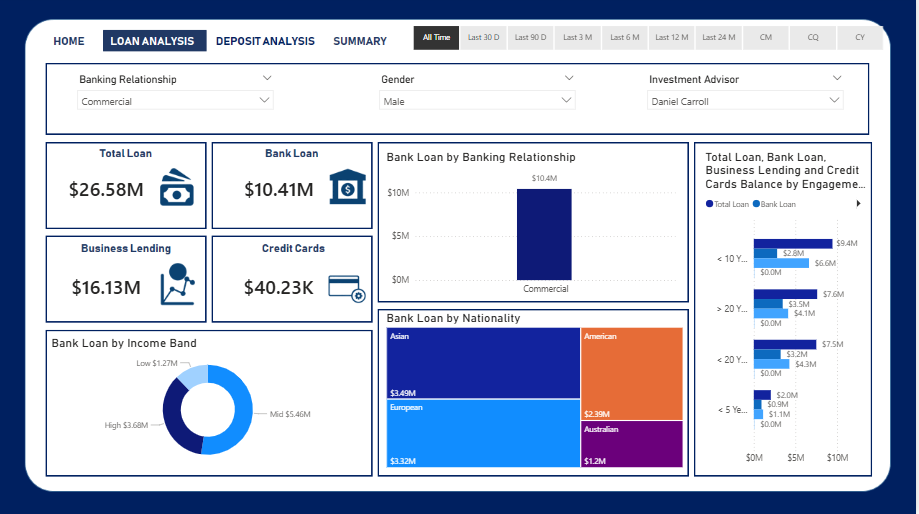 HOME
LOAN ANALYSIS
DEPOSIT ANALYSIS
SUMMARY
All Time
Last 30 D
Last 90 D
Last 3 M
Last 6 M
Last 12 M
Last 24 M
CM
CQ
CY
Banking Relationship
Commercial
Gender
Male
Investment Advisor
Daniel Carroll
Total Loan
$26.58M
Bank Loan
$10.41M
Business Lending
$16.13M
Credit Cards
$40.23K
Bank Loan by Income Band
Low $1.27M
High $3.68M
Mid $5.46M
Bank Loan by Banking Relationship
$10M
$5M
$0M
$10.4M
Commercial
Bank Loan by Nationality
Asian
$3.49M
European
$3.32M
American
$2.39M
Australian
$1.2M
Total Loan, Bank Loan,
Business Lending and Credit
Cards Balance by Engageme...
Total Loan
Bank Loan
< 10 Y...
$9.4M
$2.8M
$6.6M
$0.0M
> 20 Y...
$7.6M
$3.5M
$4.1M
$0.0M
< 20 Y...
$7.5M
$3.2M
$4.3M
$0.0M
< 5 Ye...
$2.0M
$0.9M
$1.1M
$0.0M
$0M
$5M
$10M